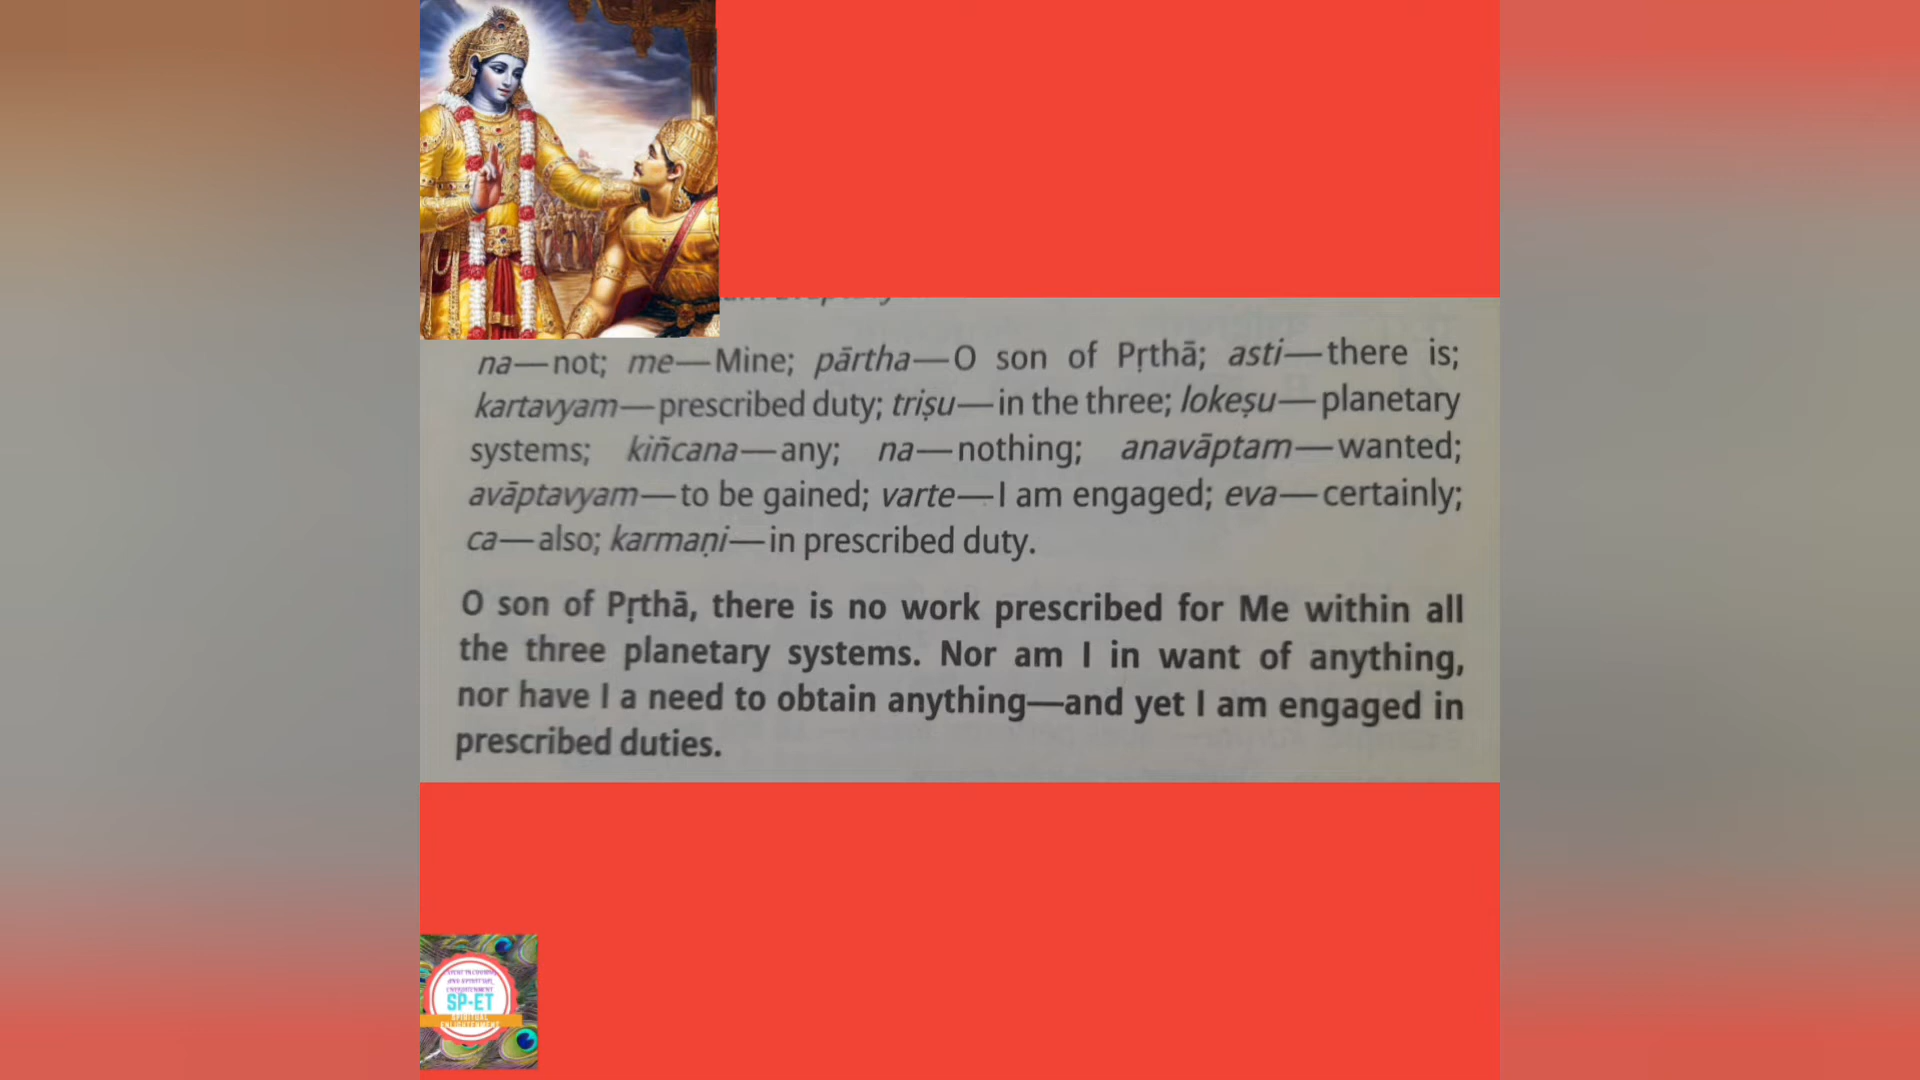 na—not; me—Mine; pārtha—O son of Pṛthā; asti—there is;
kartavyam—prescribed duty; triṣu—in the three; lokeṣu—planetary
systems; kiñcana—any; na—nothing; anavāptam—wanted;
avāptavyam—to be gained; varte—I am engaged; eva—certainly;
ca—also; karmaṇi—in prescribed duty.
O son of Pṛthā, there is no work prescribed for Me within all
the three planetary systems. Nor am I in want of anything,
nor have I a need to obtain anything—and yet I am engaged in
prescribed duties.
SP-ET
SPIRITUAL
ENLIGHTENMENT